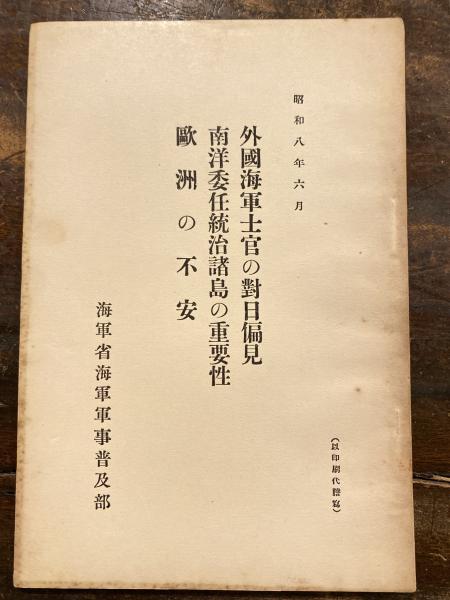 昭和八年六月
外國海軍士官の對日偏見
南洋委任統治諸島の重要性
歐洲の不安
(以印刷代謄寫)
海軍省海軍軍事普及部